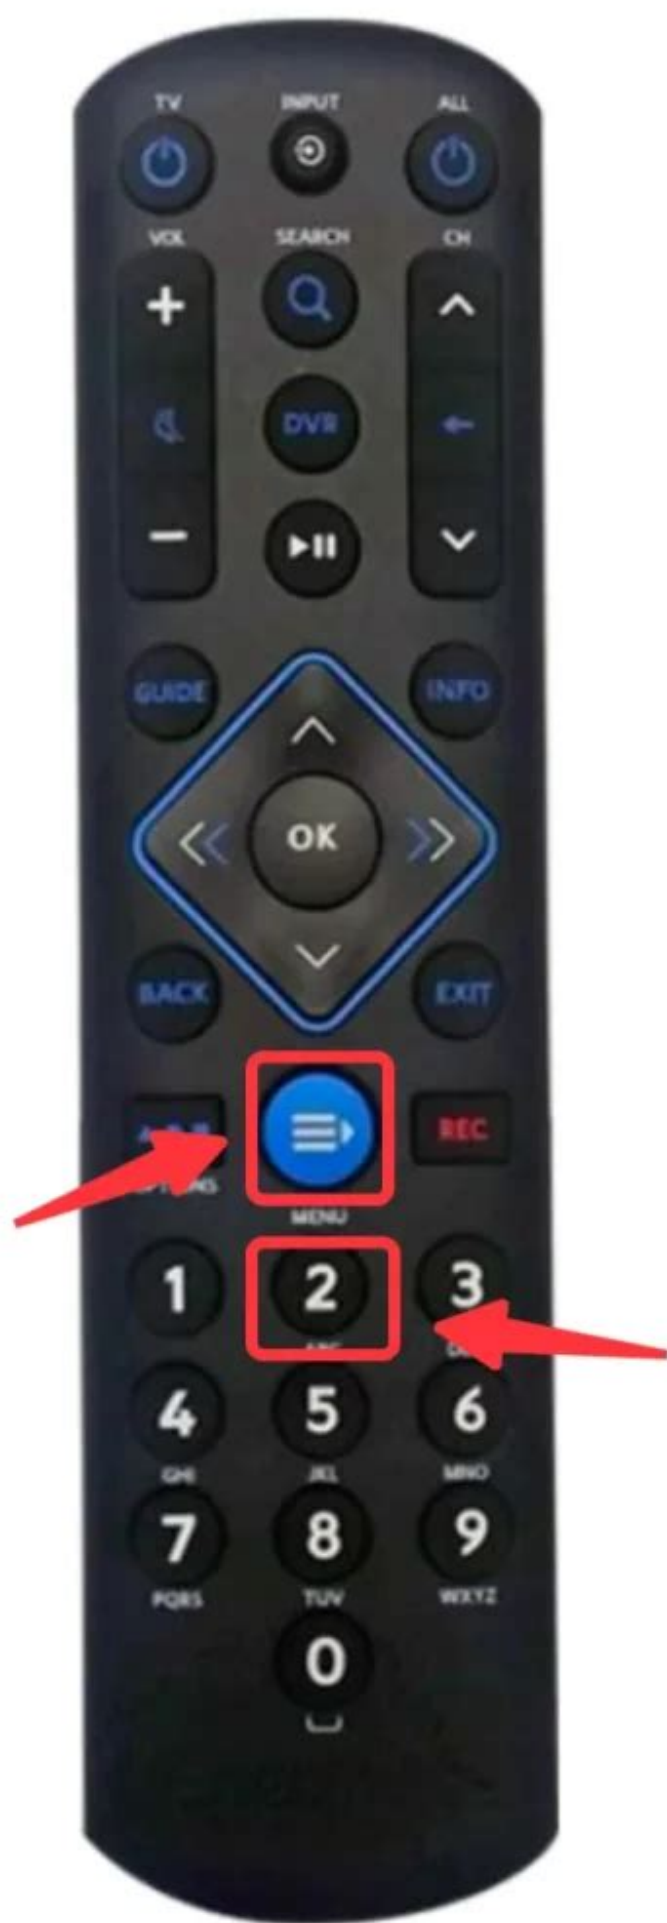 TV INPUT ALL
VOL SEARCH CH
DVR
GUIDE INFO
OK
BACK EXIT
REC
MENU
1 2 3
4 5 6
GHI JKL MNO
7 8 9
PQRS TUV WXYZ
0